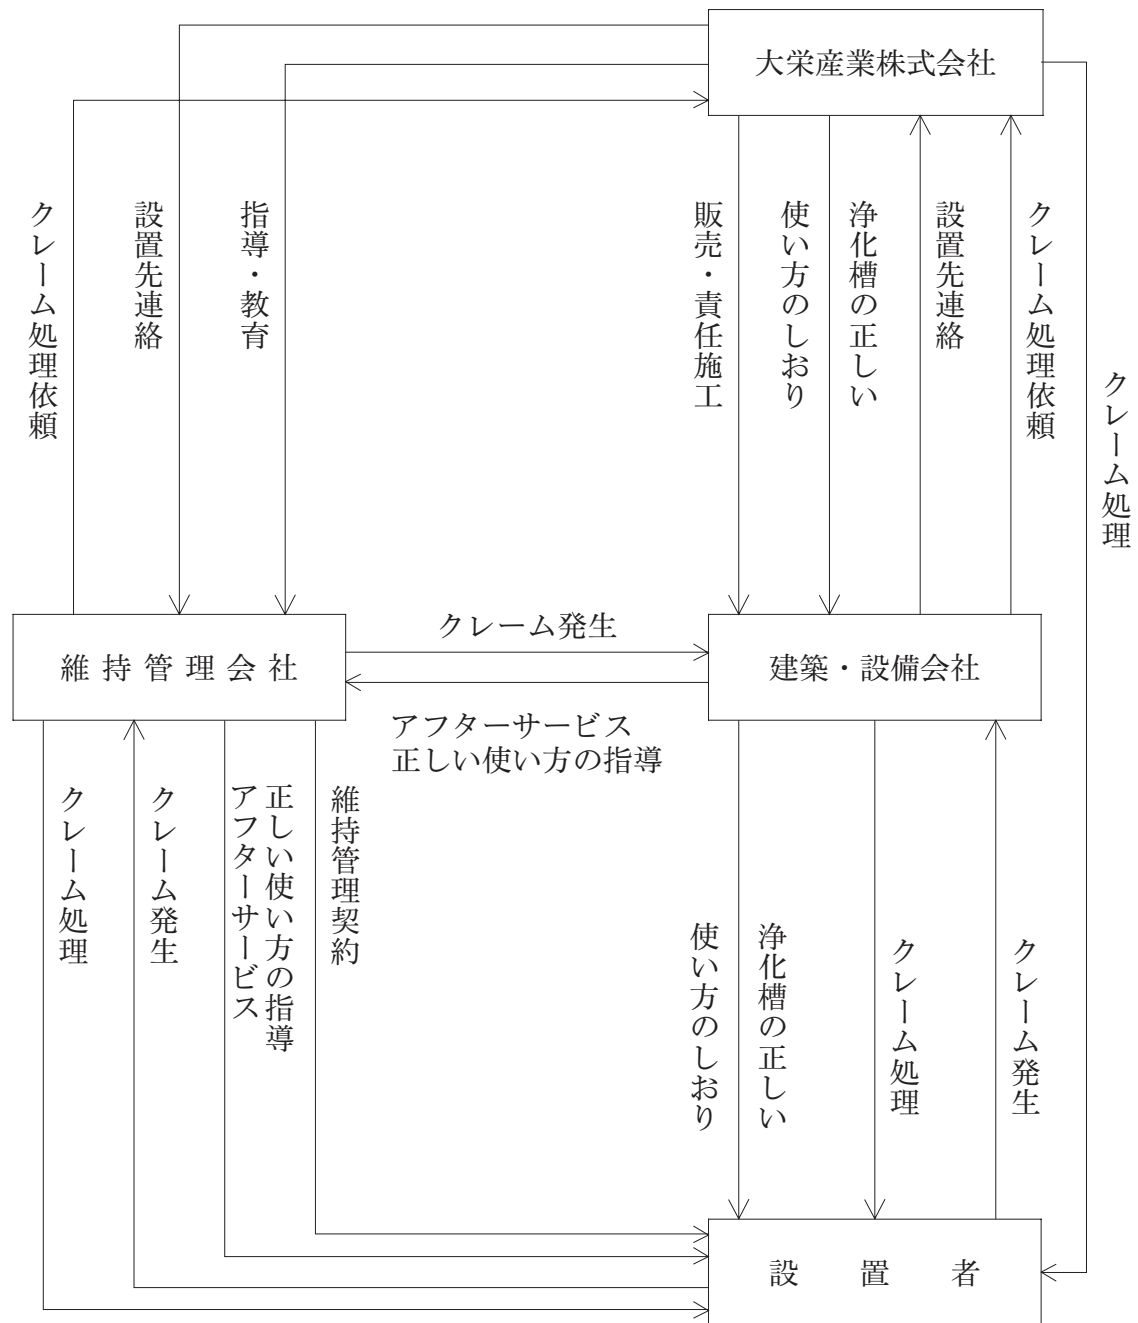 大栄産業株式会社
クレーム処理依頼
設置先連絡
指導・教育
販売・責任施工
浄化槽の正しい
使い方のしおり
設置先連絡
クレーム処理依頼
クレーム処理
維持管理会社
クレーム発生
アフターサービス
正しい使い方の指導
建築・設備会社
クレーム処理
クレーム発生
正しい使い方の指導
アフターサービス
維持管理契約
浄化槽の正しい
使い方のしおり
クレーム処理
クレーム発生
設置者